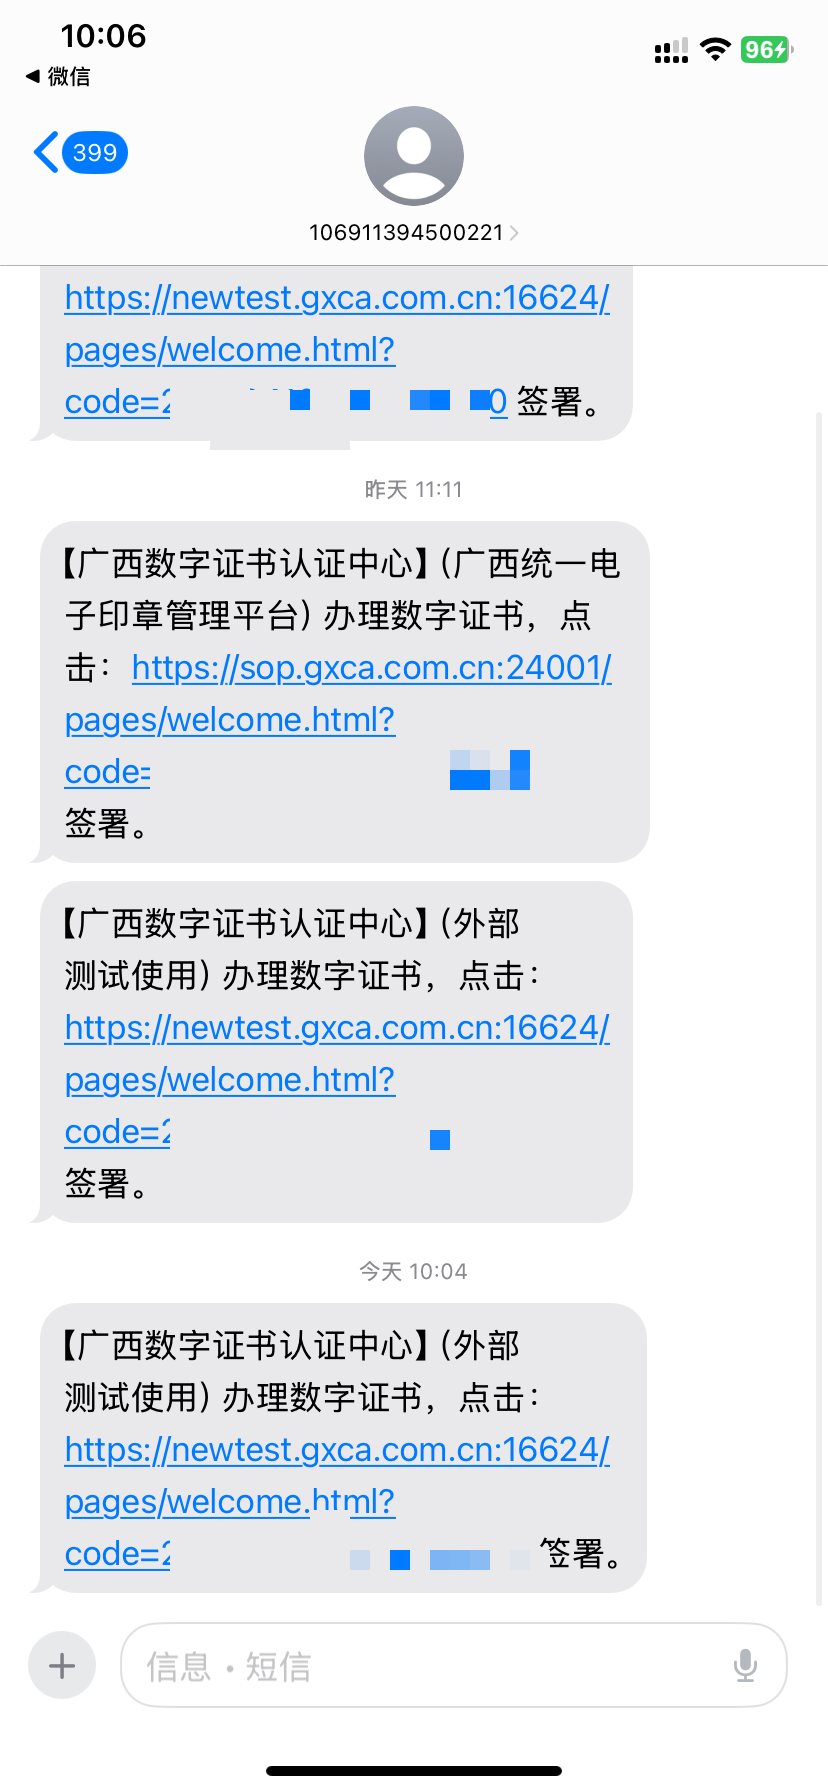 10:06
96
微信
399
106911394500221
https://newtest.gxca.com.cn:16624/
pages/welcome.html?
code=2 0 签署。
昨天 11:11
【广西数字证书认证中心】(广西统一电
子印章管理平台) 办理数字证书，点
击：https://sop.gxca.com.cn:24001/
pages/welcome.html?
code=
签署。
【广西数字证书认证中心】(外部
测试使用) 办理数字证书，点击：
https://newtest.gxca.com.cn:16624/
pages/welcome.html?
code=2
签署。
今天 10:04
【广西数字证书认证中心】(外部
测试使用) 办理数字证书，点击：
https://newtest.gxca.com.cn:16624/
pages/welcome.html?
code=2 签署。
信息 · 短信